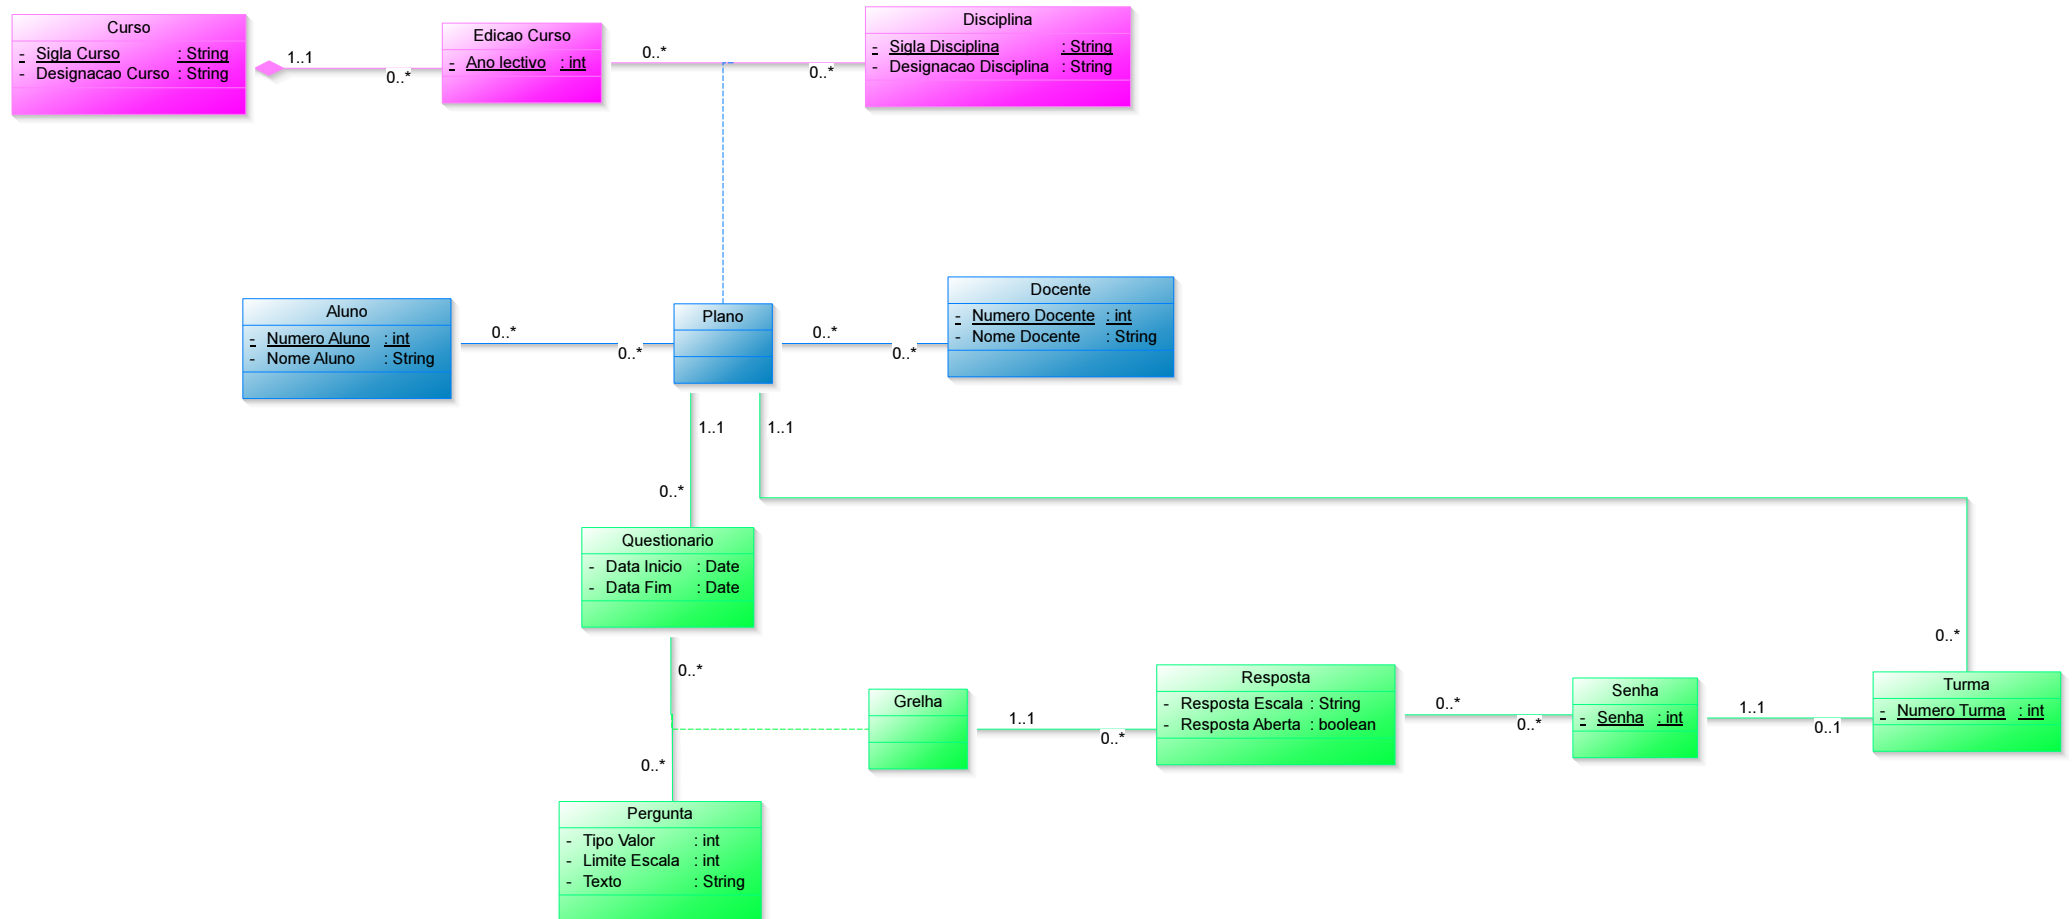 Curso
- Sigla Curso : String
- Designacao Curso : String
1..1
0..*
Edicao Curso
- Ano lectivo : int
0..*
0..*
Disciplina
- Sigla Disciplina : String
- Designacao Disciplina : String
Aluno
- Numero Aluno : int
- Nome Aluno : String
0..*
0..*
Plano
0..*
0..*
Docente
- Numero Docente : int
- Nome Docente : String
1..1
1..1
0..*
Questionario
- Data Inicio : Date
- Data Fim : Date
0..*
0..*
Pergunta
- Tipo Valor : int
- Limite Escala : int
- Texto : String
Grelha
1..1
0..*
Resposta
- Resposta Escala : String
- Resposta Aberta : boolean
0..*
0..*
Senha
- Senha : int
1..1
0..1
0..*
Turma
- Numero Turma : int